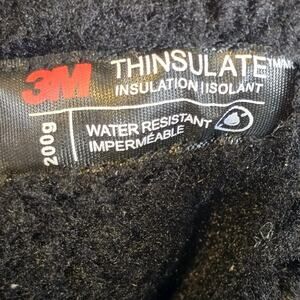 3M
THINSULATE™
INSULATION | ISOLANT
200g
WATER RESISTANT
IMPERMÉABLE